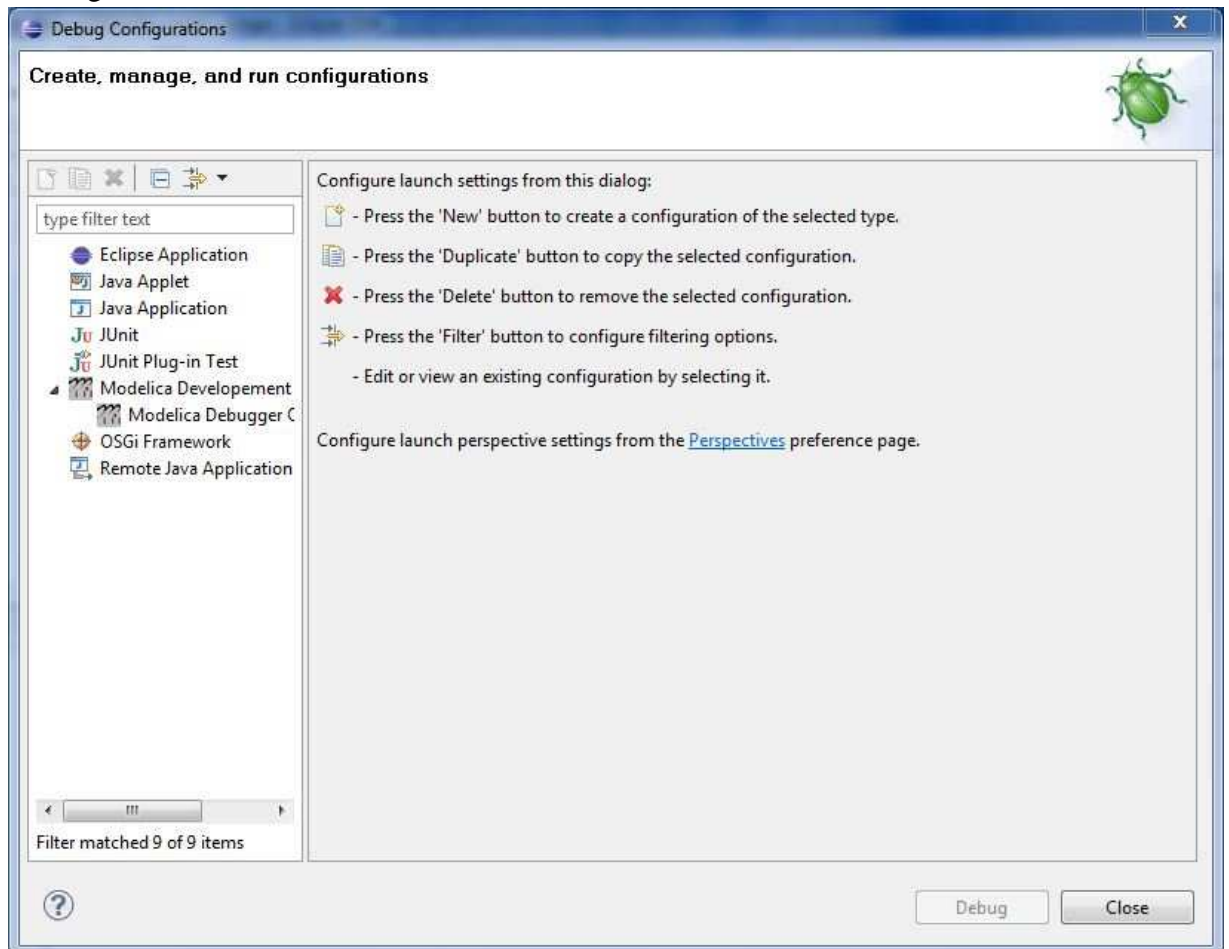 Debug Configurations
Create, manage, and run configurations
type filter text
Eclipse Application
Java Applet
Java Application
Ju JUnit
JUnit Plug-in Test
Modelica Developement
Modelica Debugger C
OSGi Framework
Remote Java Application
Filter matched 9 of 9 items
Configure launch settings from this dialog:
- Press the 'New' button to create a configuration of the selected type.
- Press the 'Duplicate' button to copy the selected configuration.
- Press the 'Delete' button to remove the selected configuration.
- Press the 'Filter' button to configure filtering options.
- Edit or view an existing configuration by selecting it.
Configure launch perspective settings from the Perspectives preference page.
Debug
Close